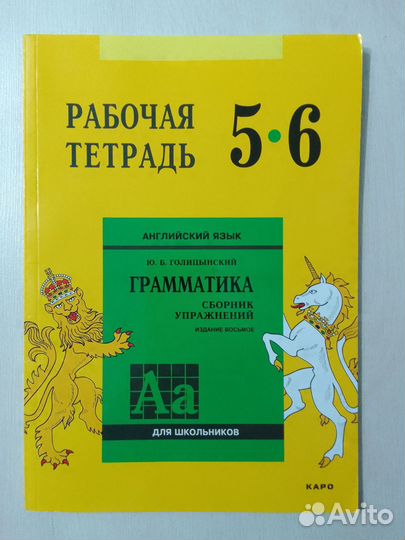 РАБОЧАЯ
ТЕТРАДЬ
5•6
АНГЛИЙСКИЙ ЯЗЫК
Ю. Б. ГОЛИЦЫНСКИЙ
ГРАММАТИКА
СБОРНИК
УПРАЖНЕНИЙ
ИЗДАНИЕ ВОСЬМОЕ
Aa
ДЛЯ ШКОЛЬНИКОВ
КАРО
Avito